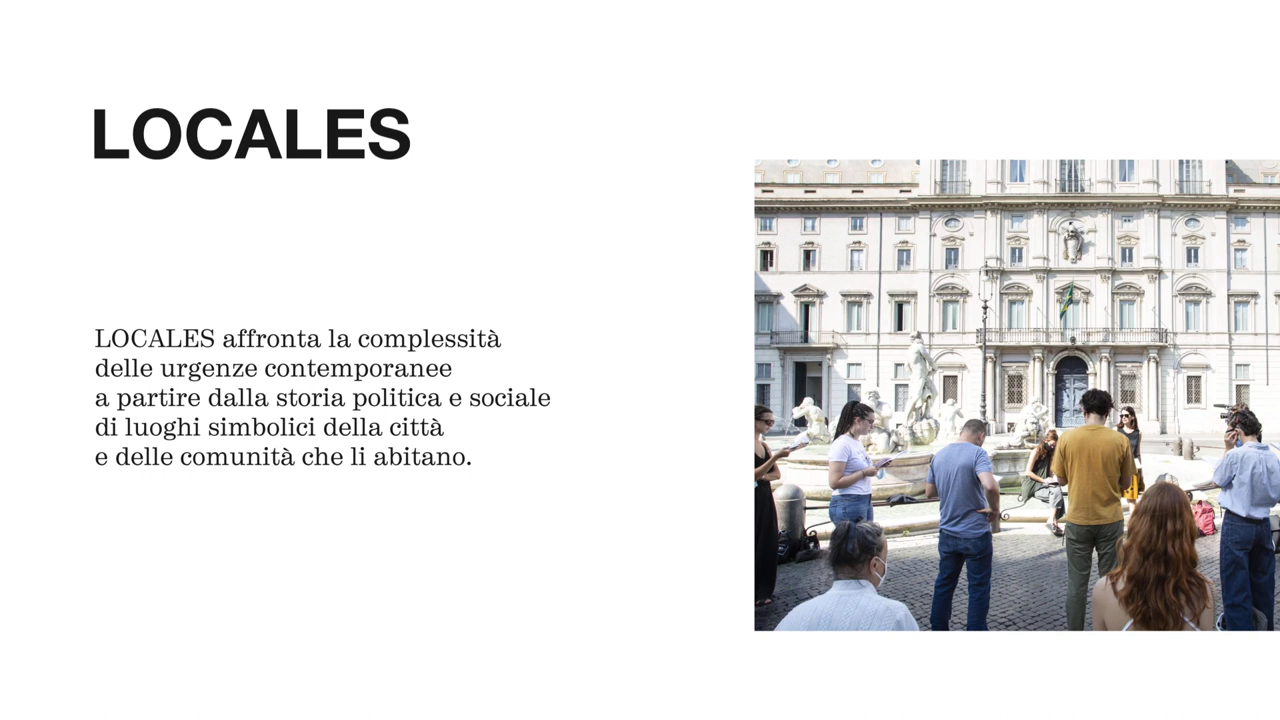 LOCALES
LOCALES affronta la complessità
delle urgenze contemporanee
a partire dalla storia politica e sociale
di luoghi simbolici della città
e delle comunità che li abitano.